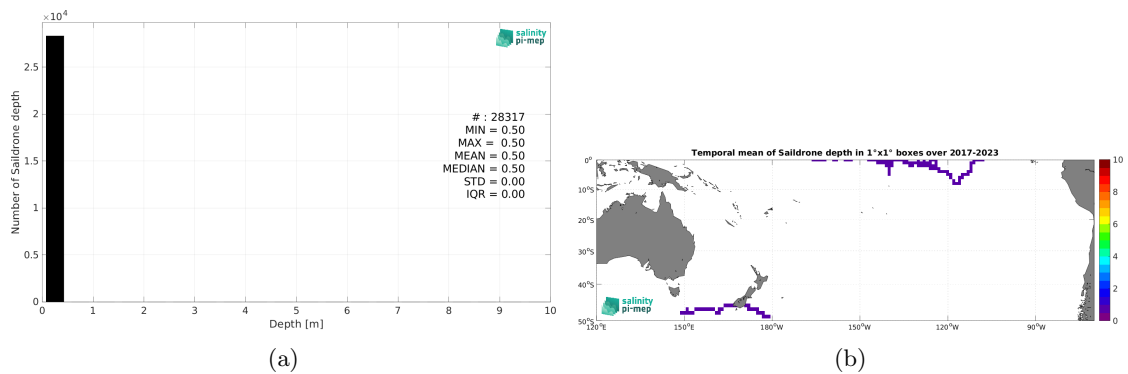 ×10⁴
salinity
pi-mep
2.5
2
1.5
1
0.5
0
Number of Saildrone depth
# : 28317
MIN = 0.50
MAX = 0.50
MEAN = 0.50
MEDIAN = 0.50
STD = 0.00
IQR = 0.00
0 1 2 3 4 5 6 7 8 9 10
Depth [m]
(a)
Temporal mean of Saildrone depth in 1°x1° boxes over 2017-2023
0°
10°S
20°S
30°S
40°S
50°S
120°E 150°E 180°W 150°W 120°W 90°W
salinity
pi-mep
10
8
6
4
2
0
(b)